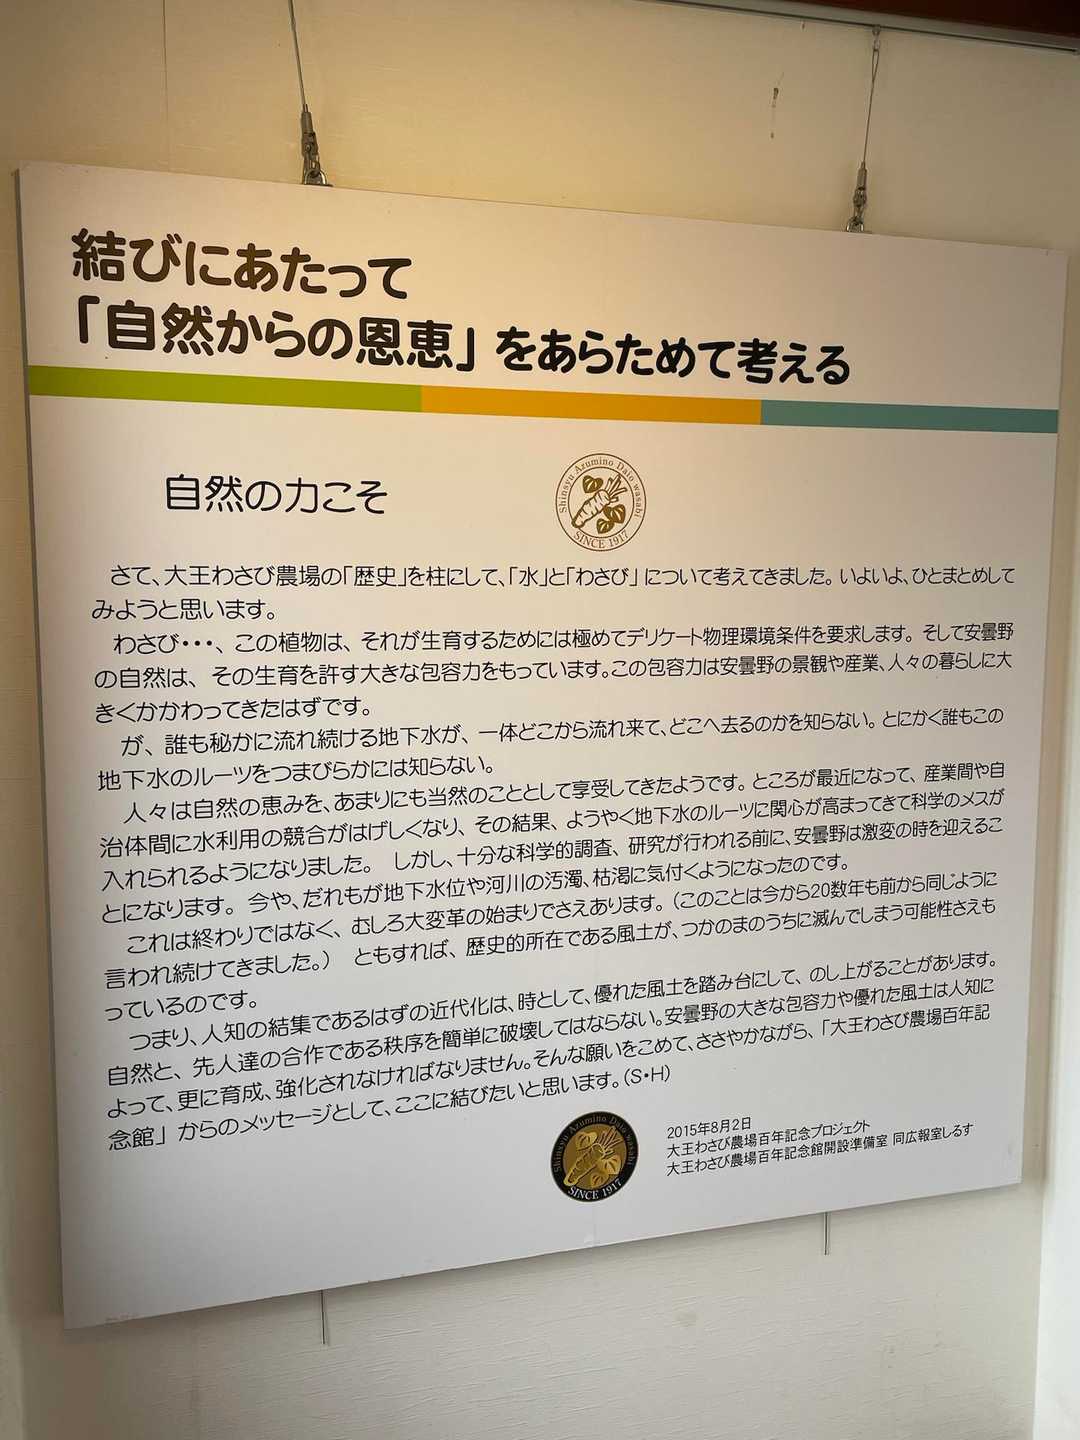 結びにあたって
「自然からの恩恵」をあらためて考える
自然の力こそ
Shinsyu Azumino Daio wasabi
SINCE 1917
さて、大王わさび農場の「歴史」を柱にして、「水」と「わさび」について考えてきました。いよいよ、ひとまとめして
みようと思います。
わさび・・・、この植物は、それが生育するためには極めてデリケート物理環境条件を要求します。そして安曇野
の自然は、その生育を許す大きな包容力をもっています。この包容力は安曇野の景観や産業、人々の暮らしに大
きくかかわってきたはずです。
が、誰も秘かに流れ続ける地下水が、一体どこから流れ来て、どこへ去るのかを知らない。とにかく誰もこの
地下水のルーツをつまびらかには知らない。
人々は自然の恵みを、あまりにも当然のこととして享受してきたようです。ところが最近になって、産業間や自
治体間に水利用の競合がはげしくなり、その結果、ようやく地下水のルーツに関心が高まってきて科学のメスが
入れられるようになりました。 しかし、十分な科学的調査、研究が行われる前に、安曇野は激変の時を迎えるこ
とになります。今や、だれもが地下水位や河川の汚濁、枯渇に気付くようになったのです。
これは終わりではなく、むしろ大変革の始まりでさえあります。（このことは今から20数年も前から同じように
言われ続けてきました。） ともすれば、歴史的所在である風土が、つかのまのうちに滅んでしまう可能性さえも
っているのです。
つまり、人知の結集であるはずの近代化は、時として、優れた風土を踏み台にして、のし上がることがあります。
自然と、先人達の合作である秩序を簡単に破壊してはならない。安曇野の大きな包容力や優れた風土は人知に
よって、更に育成、強化されなければなりません。そんな願いをこめて、ささやかながら、「大王わさび農場百年記
念館」からのメッセージとして、ここに結びたいと思います。（S・H）
Shinsyu Azumino Daio wasabi
SINCE 1917
2015年8月2日
大王わさび農場百年記念プロジェクト
大王わさび農場百年記念館開設準備室 同広報室しるす